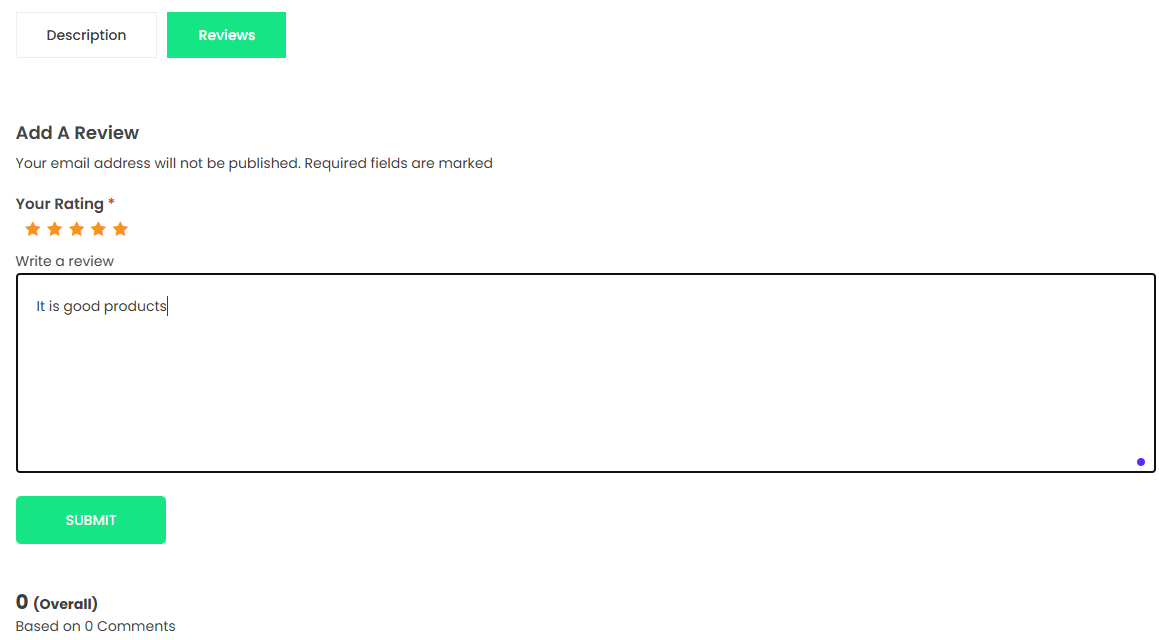 Description
Reviews
Add A Review
Your email address will not be published. Required fields are marked
Your Rating *
Write a review
It is good products
SUBMIT
0 (Overall)
Based on 0 Comments